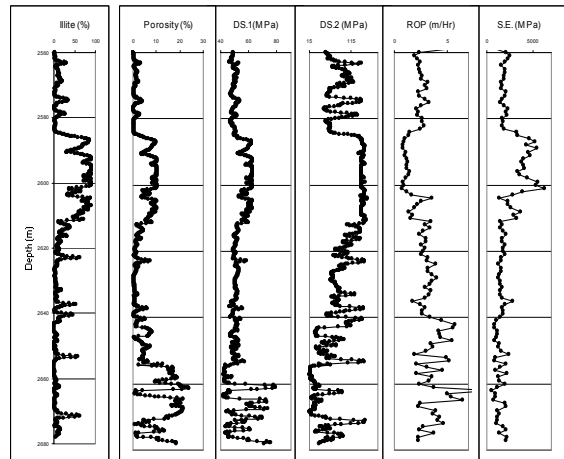 Illite (%)
Porosity (%)
DS.1(MPa)
DS.2 (MPa)
ROP (m/Hr)
S.E. (MPa)
0 50 100
0 10 20 30
40 60 80
15 115
0 5
0 5000
2560
2580
2600
2620
2640
2660
2680
Depth (m)